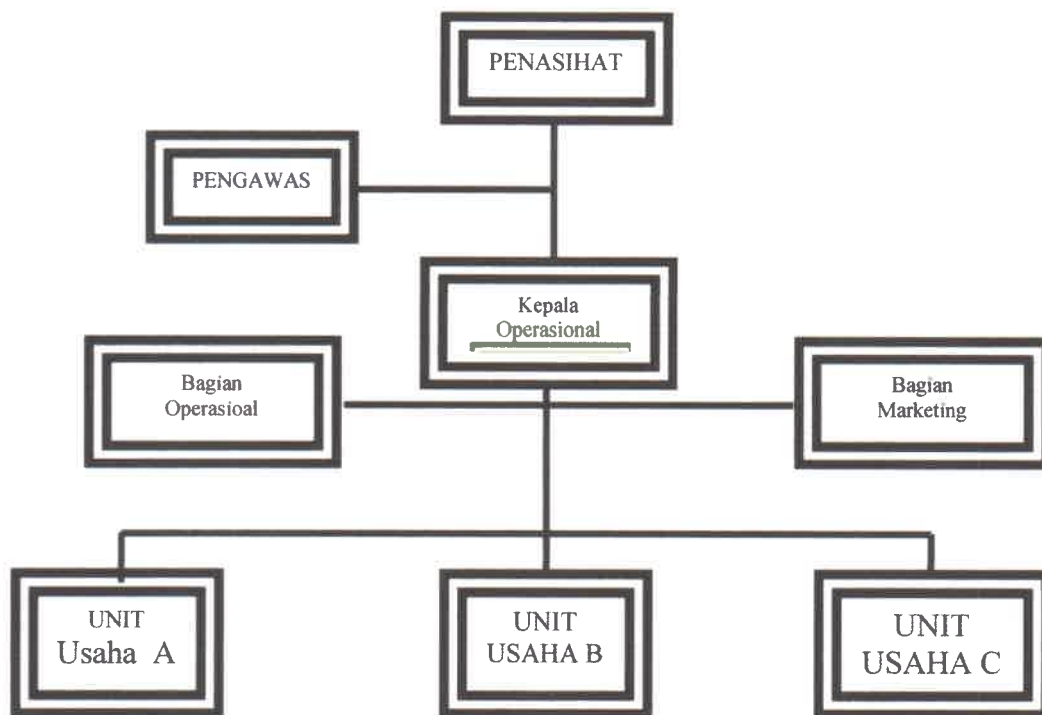 PENASIHAT
PENGAWAS
Kepala
Operasional
Bagian
Operasioal
Bagian
Marketing
UNIT
Usaha A
UNIT
USAHA B
UNIT
USAHA C